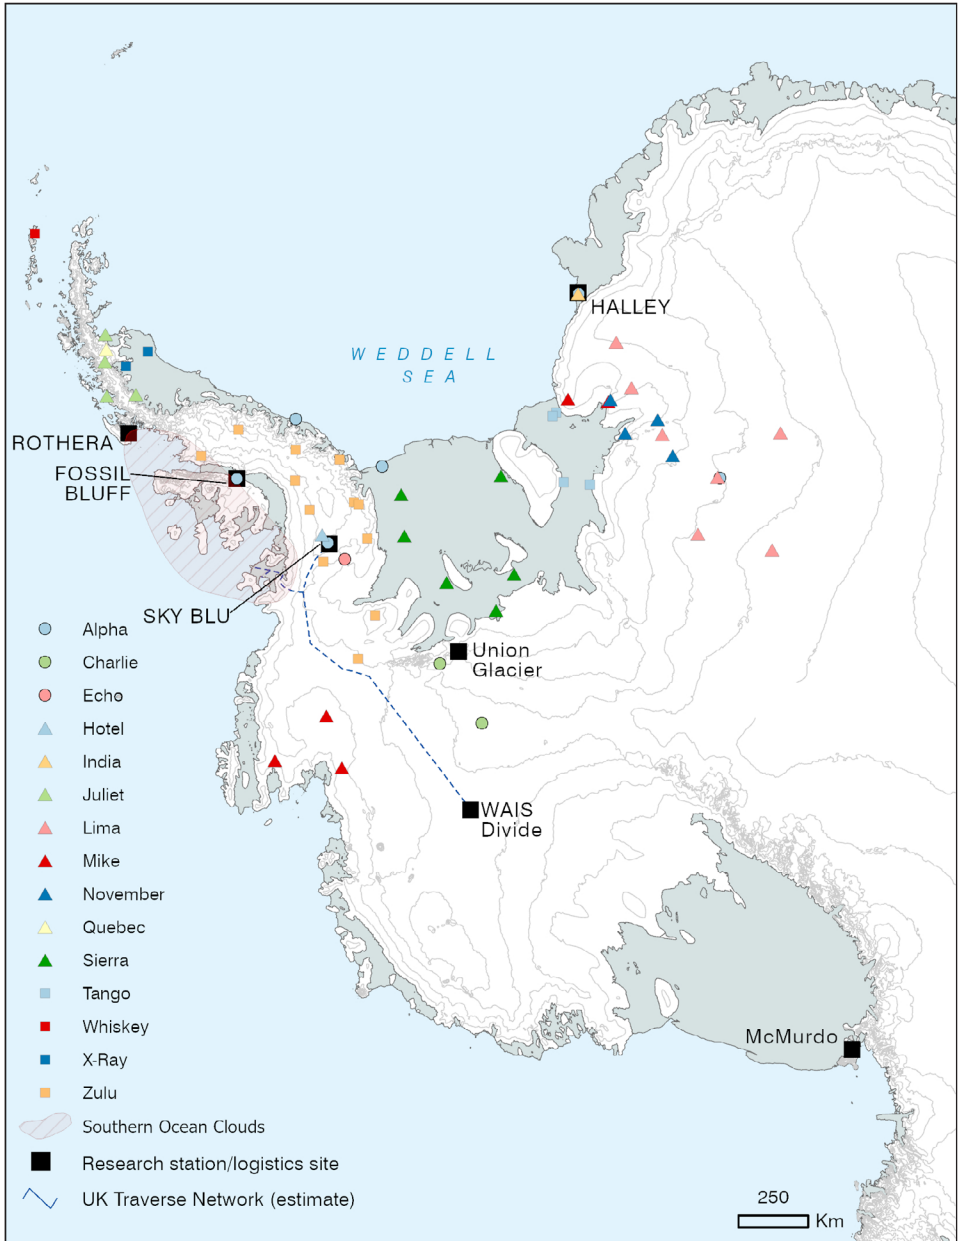 HALLEY
WEDDELL
SEA
ROTHERA
FOSSIL
BLUFF
SKY BLU
Union
Glacier
WAIS
Divide
McMurdo
Alpha
Charlie
Echo
Hotel
India
Juliet
Lima
Mike
November
Quebec
Sierra
Tango
Whiskey
X-Ray
Zulu
Southern Ocean Clouds
Research station/logistics site
UK Traverse Network (estimate)
250
Km